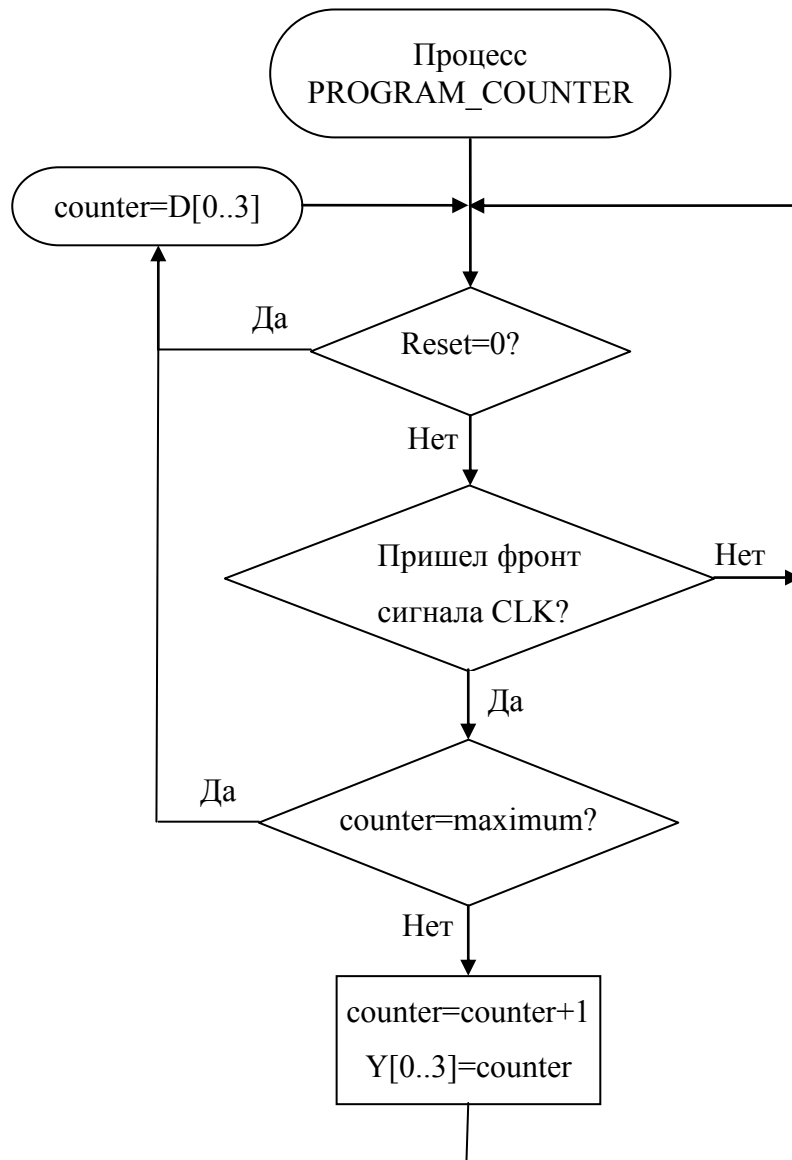 Процесс
PROGRAM_COUNTER
counter=D[0..3]
Да
Reset=0?
Нет
Пришел фронт
сигнала CLK?
Нет
Да
Да
counter=maximum?
Нет
counter=counter+1
Y[0..3]=counter